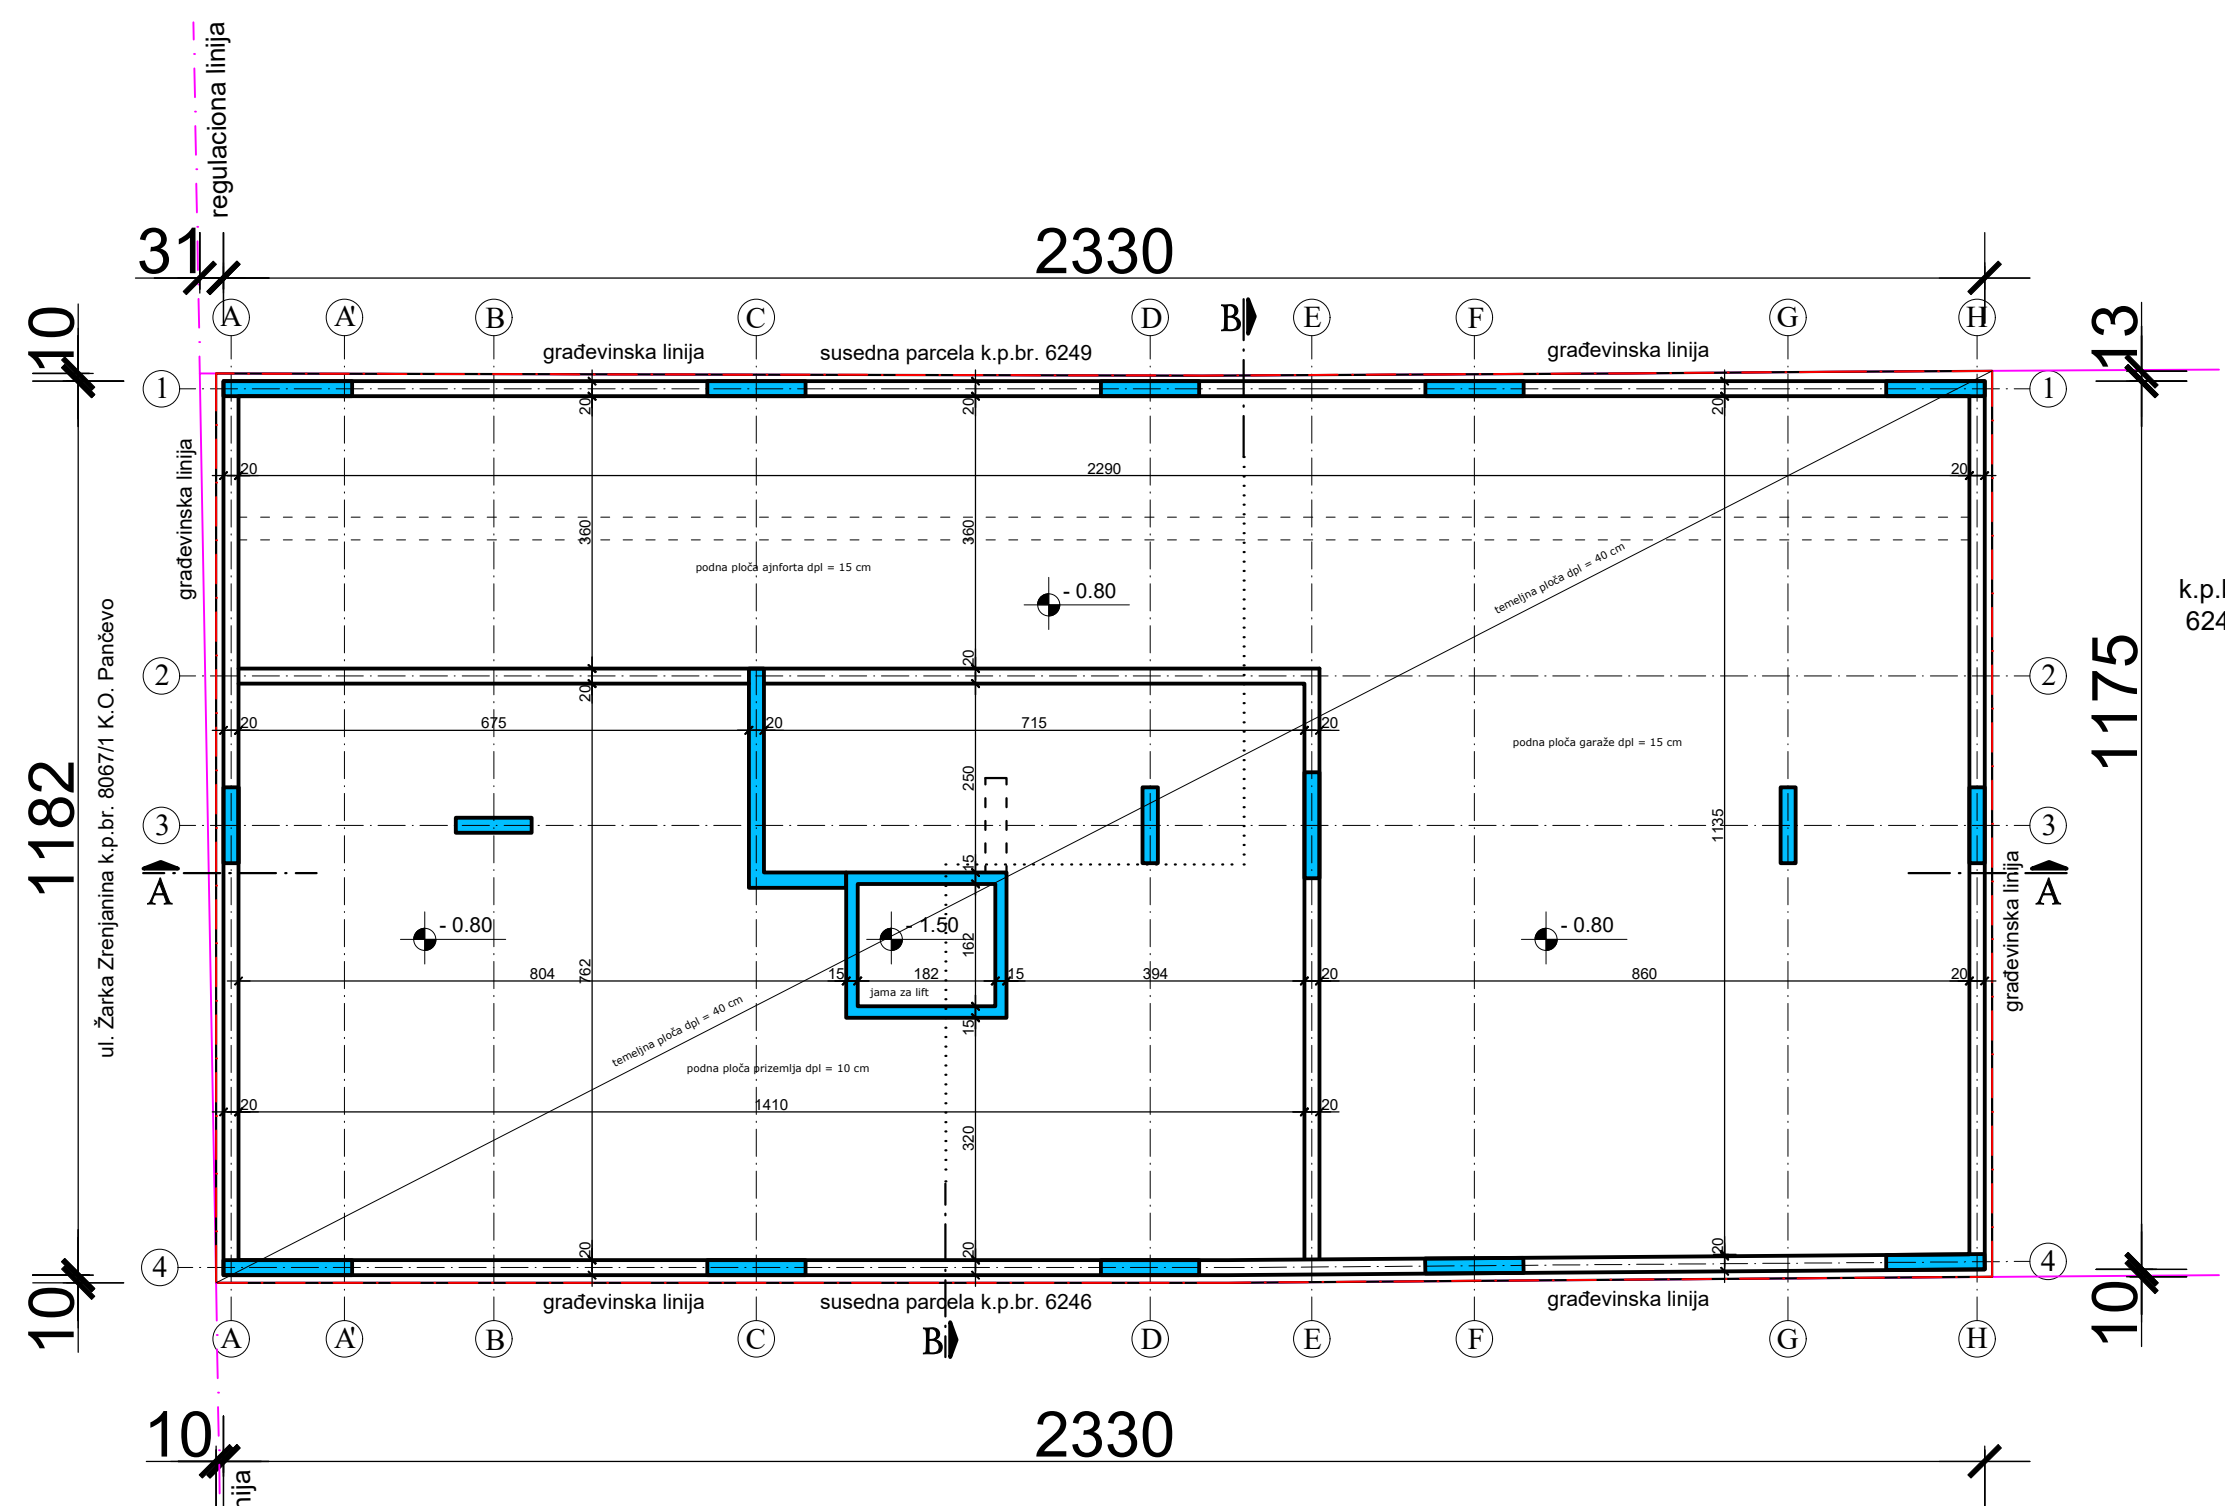 regulaciona linija
31
2330
A
A'
B
C
D
B
E
F
G
H
10
13
građevinska linija
susedna parcela k.p.br. 6249
građevinska linija
1
1
20
20
20
20
2290
20
građevinska linija
360
360
podna ploča ajnforta dpl = 15 cm
temeljna ploča dpl = 40 cm
- 0.80
ul. Žarka Zrenjanina k.p.br. 8067/1 K.O. Pančevo
1182
1175
2
2
20
20
20
675
20
715
20
podna ploča garaže dpl = 15 cm
250
1135
3
3
15
A
A
građevinska linija
- 0.80
- 1.50
- 0.80
162
804
762
15
182
15
394
20
860
20
jama za lift
15
temeljna ploča dpl = 40 cm
podna ploča prizemlja dpl = 10 cm
20
1410
20
320
20
20
20
4
4
građevinska linija
susedna parcela k.p.br. 6246
građevinska linija
10
10
A
A'
B
C
B
D
E
F
G
H
10
2330